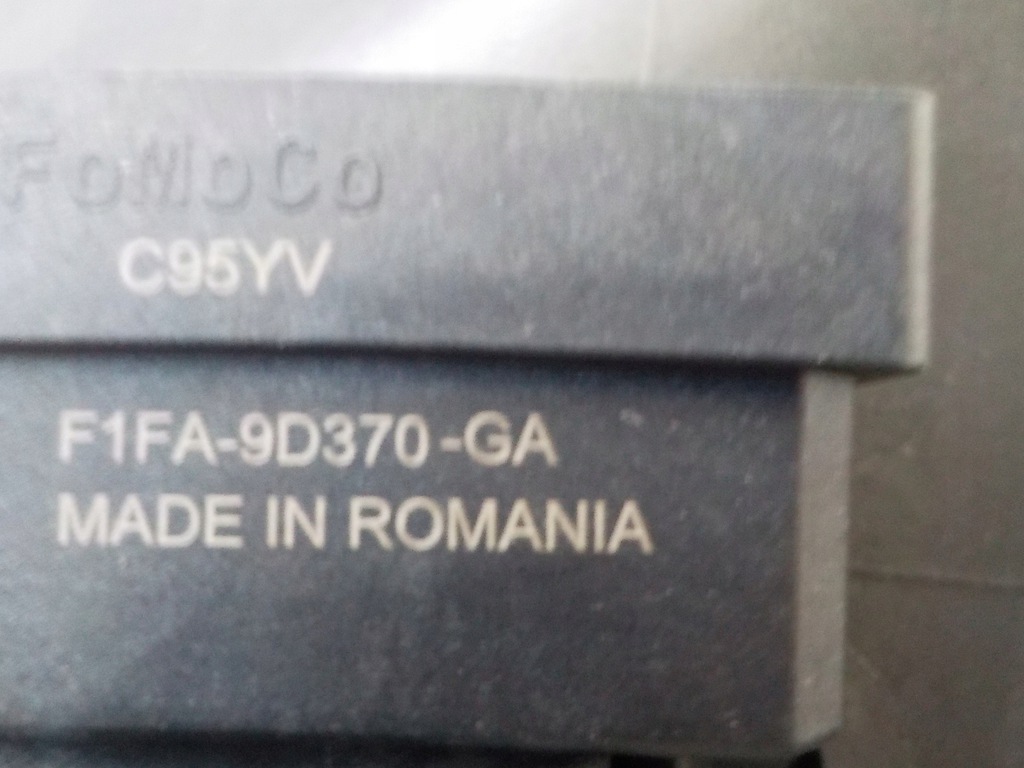 FoMoCo
C95YV
F1FA-9D370-GA
MADE IN ROMANIA